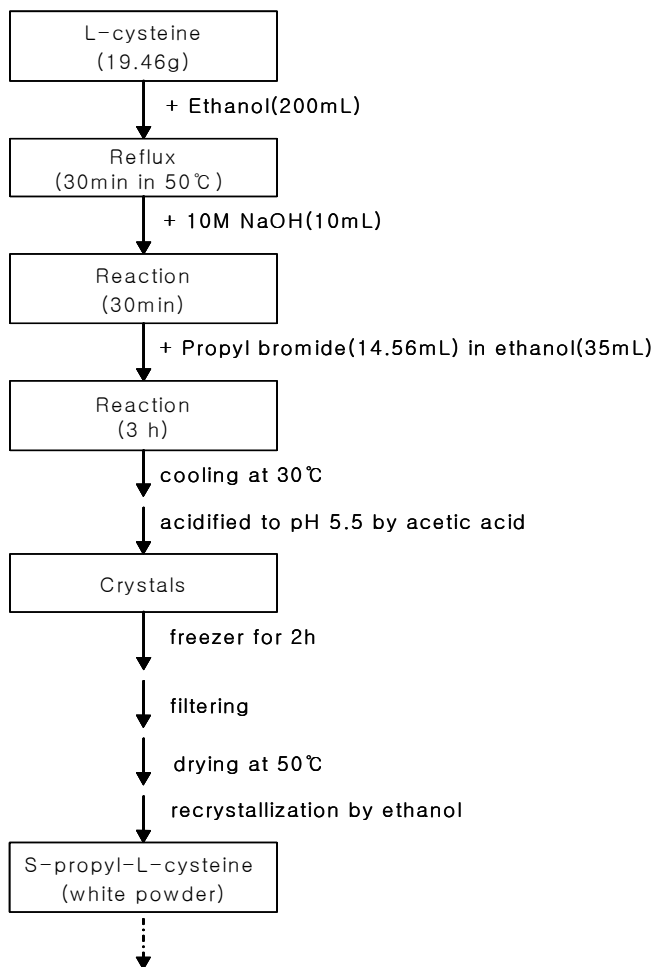 L-cysteine
(19.46g)
+ Ethanol(200mL)
Reflux
(30min in 50℃)
+ 10M NaOH(10mL)
Reaction
(30min)
+ Propyl bromide(14.56mL) in ethanol(35mL)
Reaction
(3 h)
cooling at 30℃
acidified to pH 5.5 by acetic acid
Crystals
freezer for 2h
filtering
drying at 50℃
recrystallization by ethanol
S-propyl-L-cysteine
(white powder)